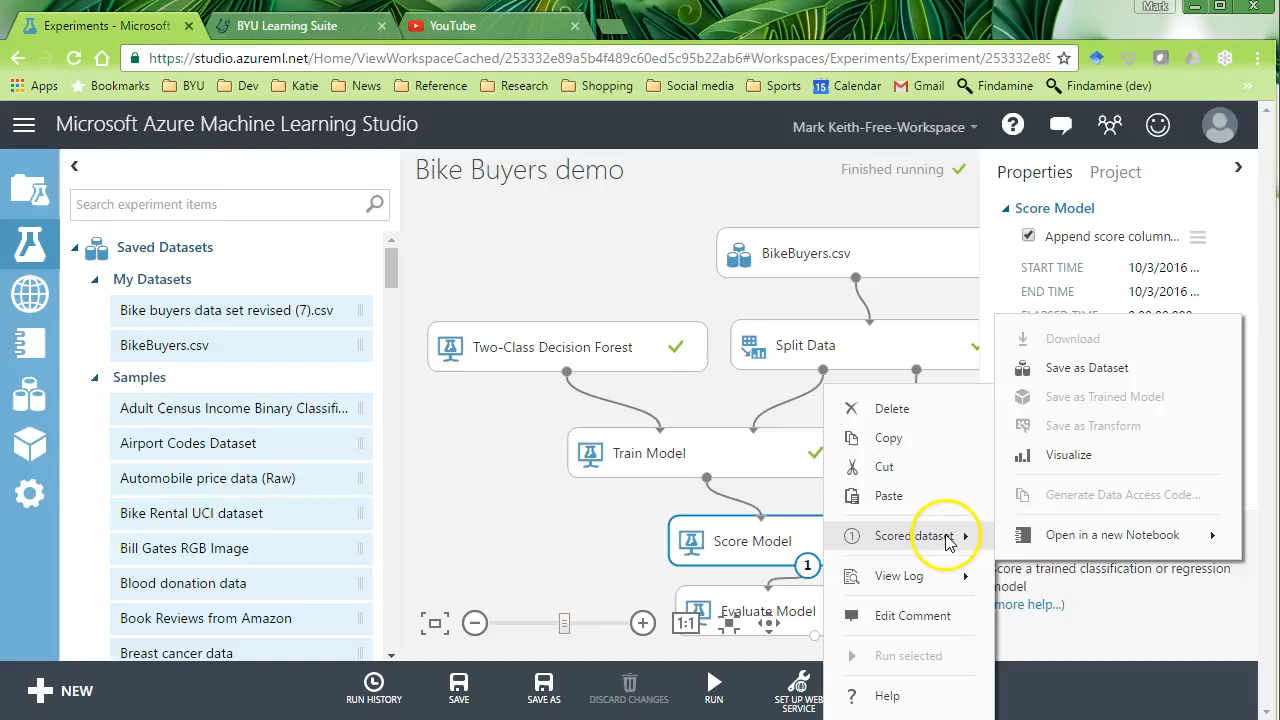 Mark
Experiments - Microsoft
BYU Learning Suite
YouTube
https://studio.azureml.net/Home/ViewWorkspaceCached/253332e89a5b4f489c60ed5c95b22ab6#Workspaces/Experiments/Experiment/253332e89
Apps
Bookmarks
BYU
Dev
Katie
News
Reference
Research
Shopping
Social media
Sports
31
Calendar
Gmail
Findamine
Findamine (dev)
»
Microsoft Azure Machine Learning Studio
Mark Keith-Free-Workspace
?
Search experiment items
Saved Datasets
My Datasets
Bike buyers data set revised (7).csv
BikeBuyers.csv
Samples
Adult Census Income Binary Classifi...
Airport Codes Dataset
Automobile price data (Raw)
Bike Rental UCI dataset
Bill Gates RGB Image
Blood donation data
Book Reviews from Amazon
Breast cancer data
Bike Buyers demo
Finished running
BikeBuyers.csv
Two-Class Decision Forest
Split Data
Train Model
Score Model
1
Evaluate Model
1:1
Properties
Project
Score Model
Append score column...
START TIME
10/3/2016 ...
END TIME
10/3/2016 ...
Delete
Copy
Cut
Paste
1
Scored dataset
View Log
Edit Comment
Run selected
?
Help
Download
Save as Dataset
Save as Trained Model
Save as Transform
Visualize
Generate Data Access Code...
Open in a new Notebook
Score a trained classification or regression
model
(more help...)
NEW
RUN HISTORY
SAVE
SAVE AS
DISCARD CHANGES
RUN
SET UP WEB
SERVICE